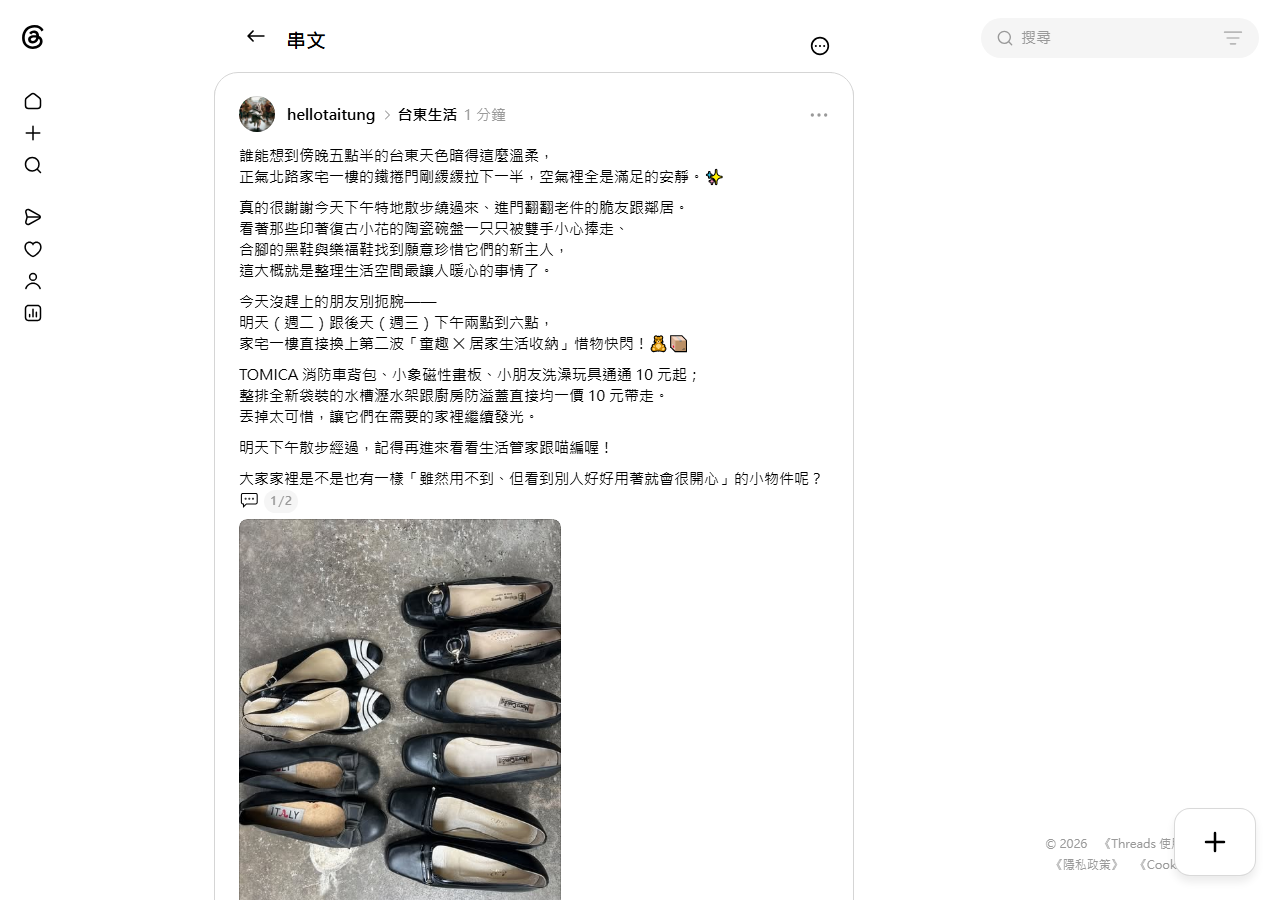 串文
搜尋
hellotaitung
台東生活
1 分鐘
誰能想到傍晚五點半的台東天色暗得這麼溫柔，
正氣北路家宅一樓的鐵捲門剛緩緩拉下一半，空氣裡全是滿足的安靜。✨
真的很謝謝今天下午特地散步繞過來、進門翻翻老件的脆友跟鄰居。
看著那些印著復古小花的陶瓷碗盤一只只被雙手小心捧走、
合腳的黑鞋與樂福鞋找到願意珍惜它們的新主人，
這大概就是整理生活空間最讓人暖心的事情了。
今天沒趕上的朋友別扼腕——
明天（週二）跟後天（週三）下午兩點到六點，
家宅一樓直接換上第二波「童趣 ✕ 居家生活收納」惜物快閃！🧸📦
TOMICA 消防車背包、小象磁性畫板、小朋友洗澡玩具通通 10 元起；
整排全新袋裝的水槽瀝水架跟廚房防溢蓋直接均一價 10 元帶走。
丟掉太可惜，讓它們在需要的家裡繼續發光。
明天下午散步經過，記得再進來看看生活管家跟喵編喔！
大家家裡是不是也有一樣「雖然用不到、但看到別人好好用著就會很開心」的小物件呢？
💬 1/2
ITALY
© 2026
《Threads 使
《隱私政策》
《Cook